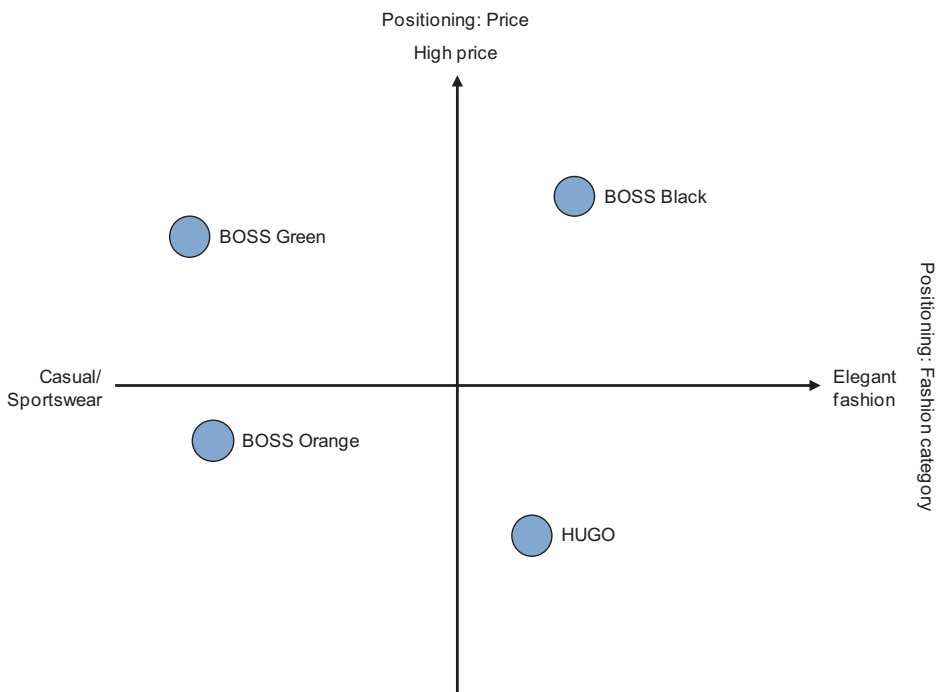 Positioning: Price
High price
BOSS Black
BOSS Green
Casual/
Sportswear
Elegant
fashion
Positioning: Fashion category
BOSS Orange
HUGO